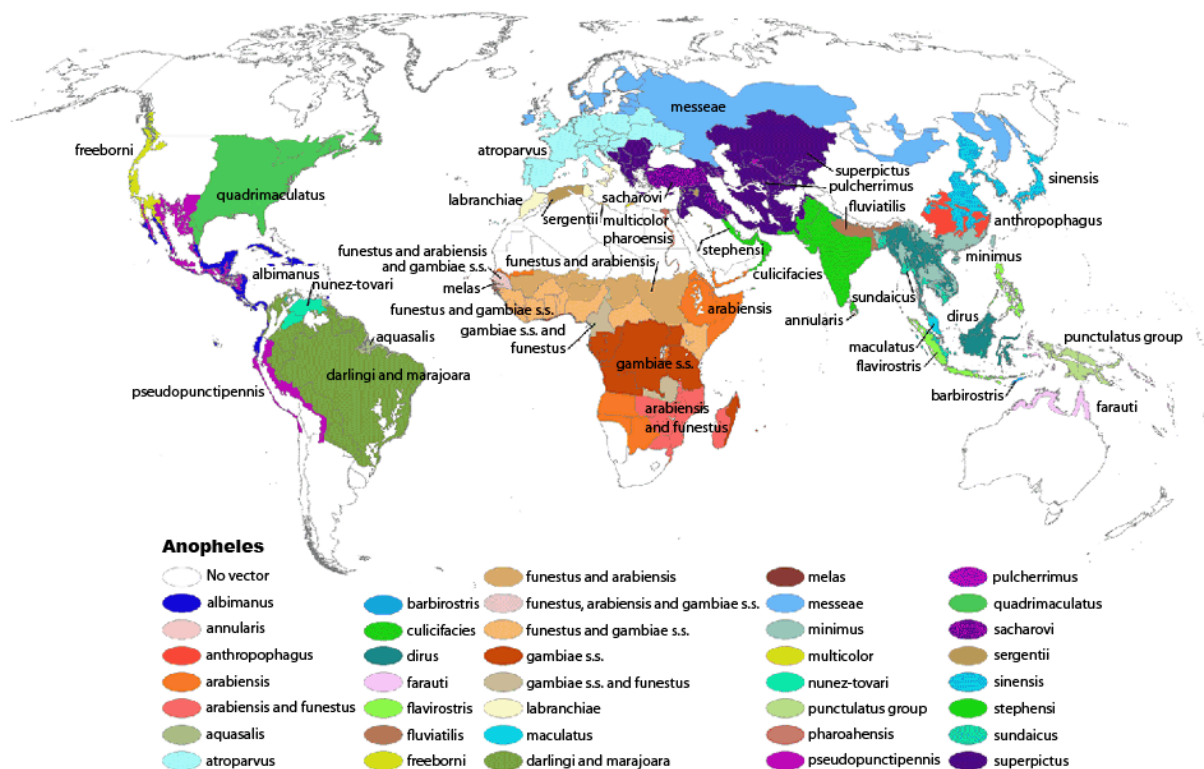 messeae
freeborni
atroparvus
quadrimaculatus
labranchiae
sergentii
sacharovi
multicolor
pharoensis
superpictus
pulcherrimus
fluviatilis
sinensis
anthropophagus
stephensi
minimus
funestus and arabiensis
and gambiae s.s.
funestus and arabiensis
albimanus
nunez-tovari
melas
culicifacies
sundaicus
arabiensis
funestus and gambiae s.s.
annularis
dirus
gambiae s.s. and
funestus
aquasalis
maculatus
flavirostris
punctulatus group
gambiae s.s.
darlingi and marajoara
pseudopunctipennis
barbirostris
farauti
arabiensis
and funestus
Anopheles
No vector
albimanus
annularis
anthropophagus
arabiensis
arabiensis and funestus
aquasalis
atroparvus
barbirostris
culicifacies
dirus
farauti
flavirostris
fluviatilis
freeborni
funestus and arabiensis
funestus, arabiensis and gambiae s.s.
funestus and gambiae s.s.
gambiae s.s.
gambiae s.s. and funestus
labranchiae
maculatus
darlingi and marajoara
melas
messeae
minimus
multicolor
nunez-tovari
punctulatus group
pharoahensis
pseudopunctipennis
pulcherrimus
quadrimaculatus
sacharovi
sergentii
sinensis
stephensi
sundaicus
superpictus